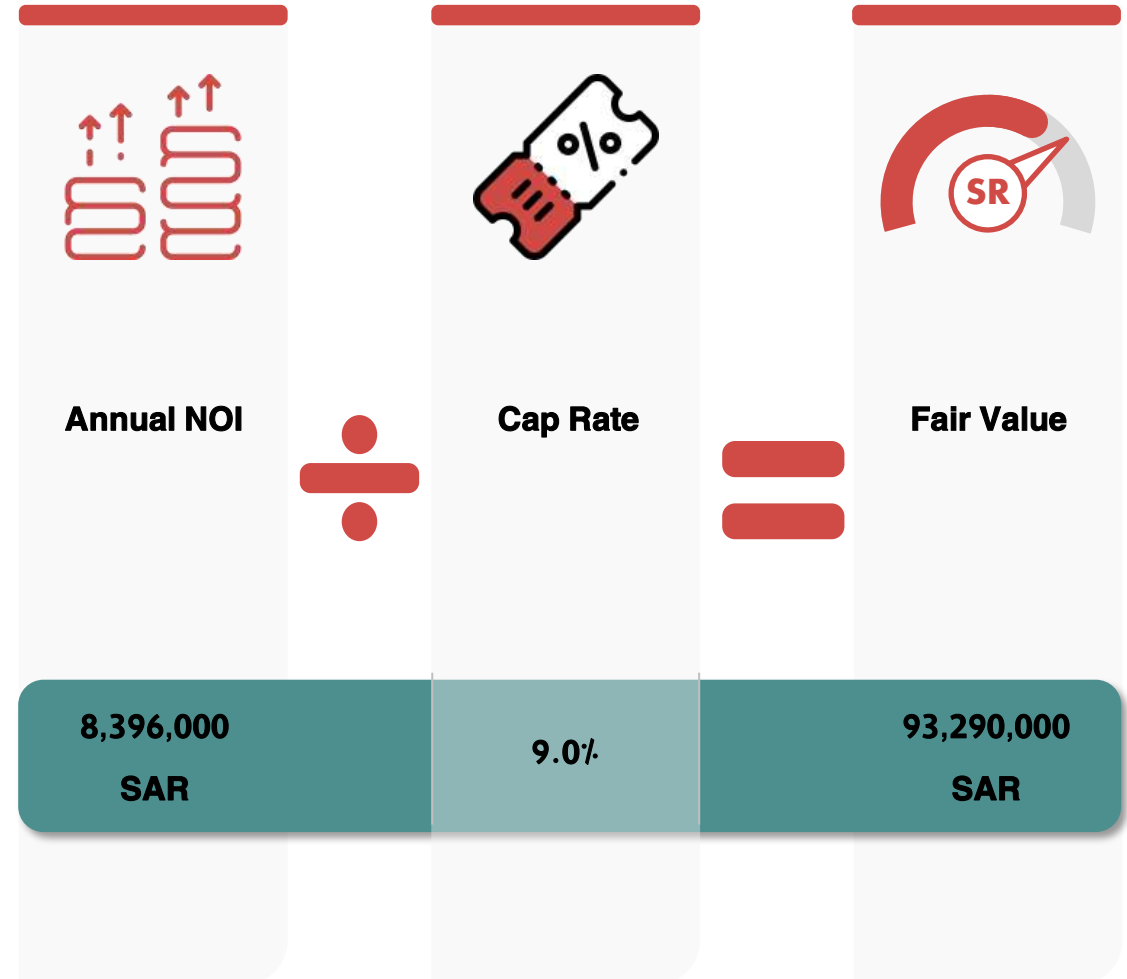 SR
Annual NOI
Cap Rate
Fair Value
8,396,000
SAR
9.0%
93,290,000
SAR